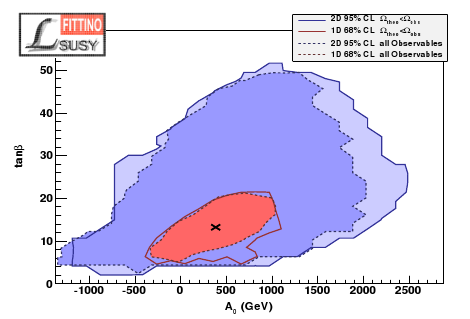 FITTINO
SUSY
2D 95% CL Ω_theo<Ω_obs
1D 68% CL Ω_theo<Ω_obs
2D 95% CL all Observables
1D 68% CL all Observables
tanβ
50
40
30
20
10
0
-1000 -500 0 500 1000 1500 2000 2500
A₀ (GeV)